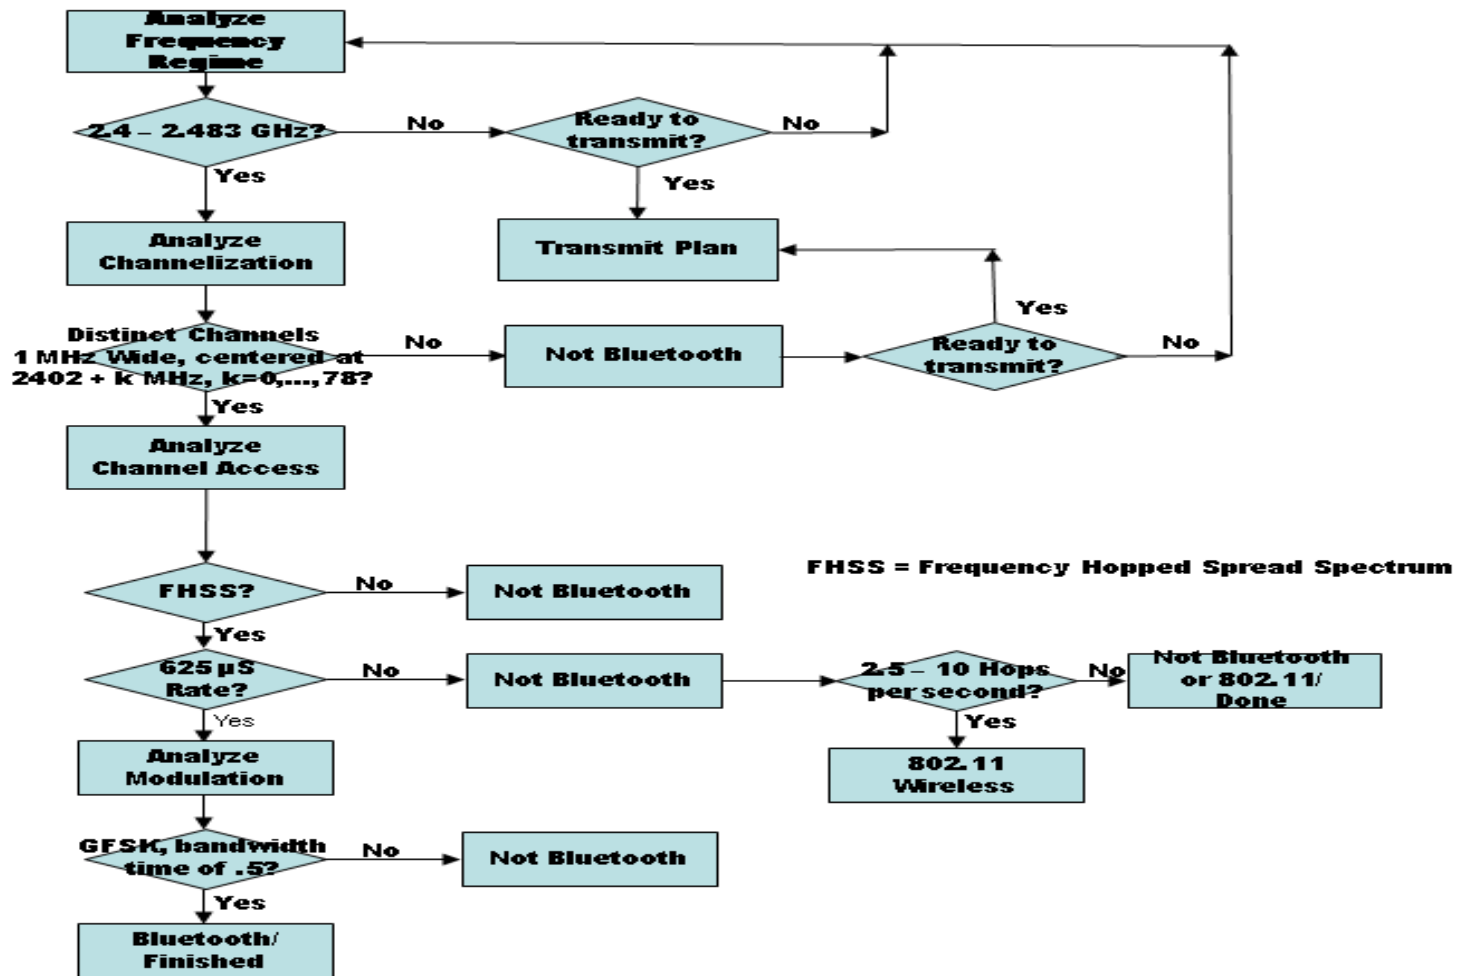 Analyze
Frequency
Regime
2.4 – 2.483 GHz?
No
Ready to
transmit?
No
Yes
Yes
Analyze
Channelization
Transmit Plan
Distinct Channels
1 MHz Wide, centered at
2402 + k MHz, k=0,...,78?
No
Not Bluetooth
Yes
Ready to
transmit?
No
Yes
Analyze
Channel Access
FHSS?
No
Not Bluetooth
FHSS = Frequency Hopped Spread Spectrum
Yes
625 µS
Rate?
No
Not Bluetooth
2.5 – 10 Hops
per second?
No
Not Bluetooth
or 802.11/
Done
Yes
Yes
Analyze
Modulation
802.11
Wireless
GFSK, bandwidth
time of .5?
No
Not Bluetooth
Yes
Bluetooth/
Finished